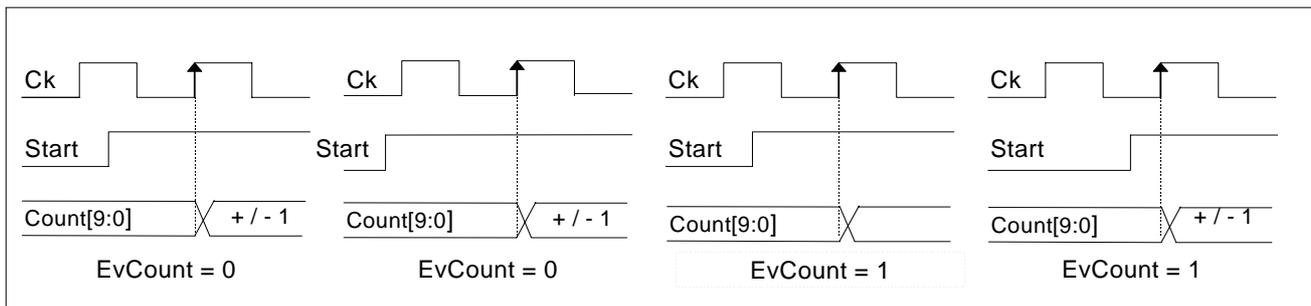 Ck
Start
Count[9:0]
+ / - 1
EvCount = 0
Ck
Start
Count[9:0]
+ / - 1
EvCount = 0
Ck
Start
Count[9:0]
EvCount = 1
Ck
Start
Count[9:0]
+ / - 1
EvCount = 1